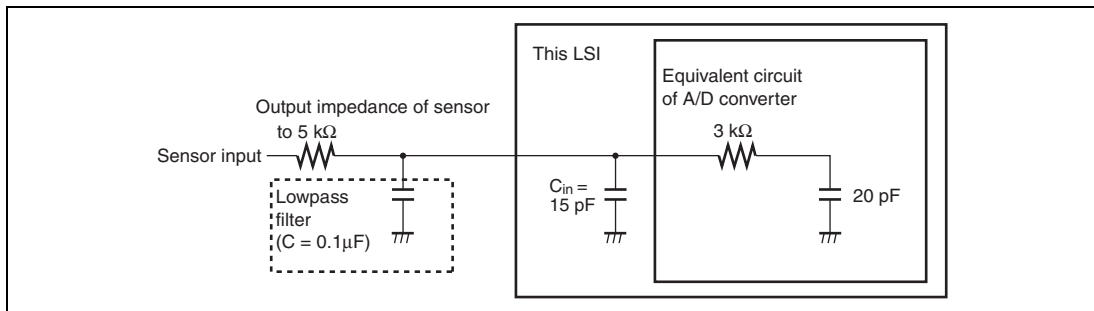 This LSI
Equivalent circuit
of A/D converter
Output impedance of sensor
to 5 kΩ
3 kΩ
Sensor input
Lowpass
filter
(C = 0.1μF)
Cin =
15 pF
20 pF